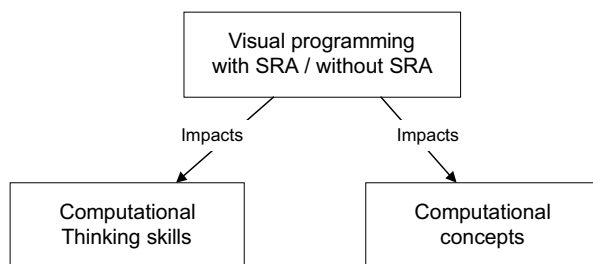 Visual programming
with SRA / without SRA
Impacts
Impacts
Computational
Thinking skills
Computational
concepts